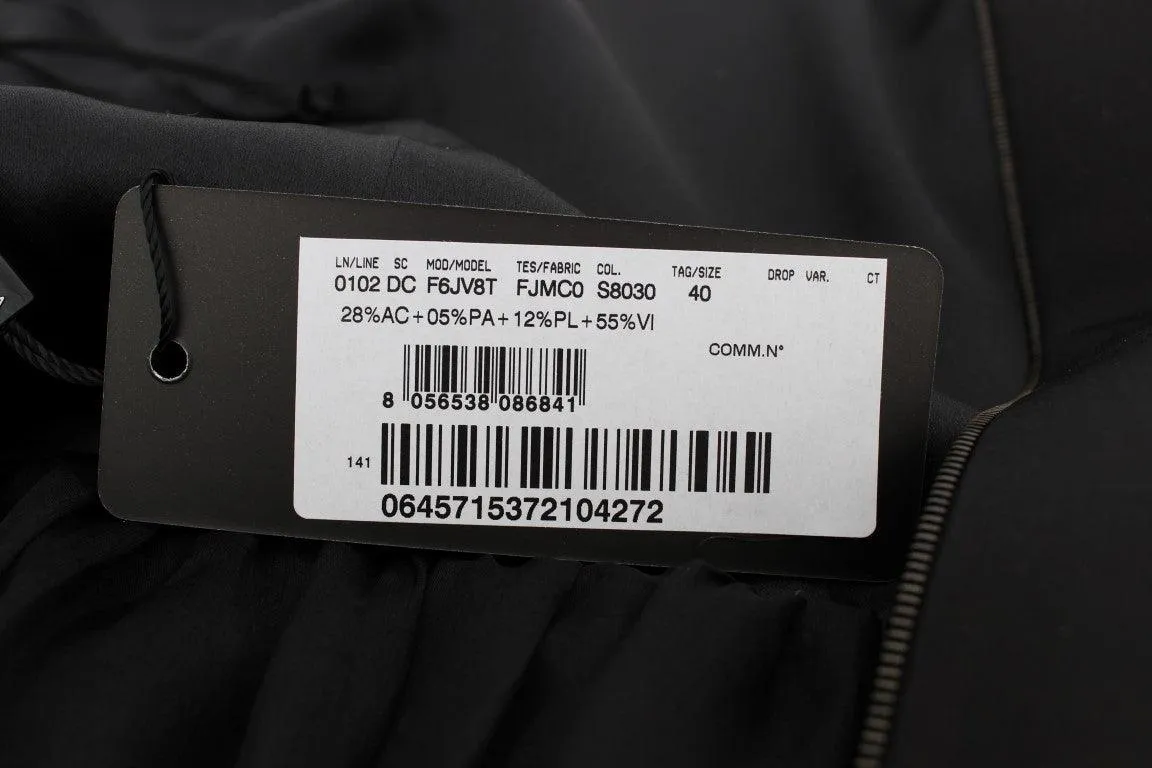 LN/LINE SC MOD/MODEL TES/FABRIC COL. TAG/SIZE DROP VAR. CT
0102 DC F6JV8T FJMC0 S8030 40
28%AC+05%PA+12%PL+55%VI
COMM.N°
8 056538 086841
141
0645715372104272